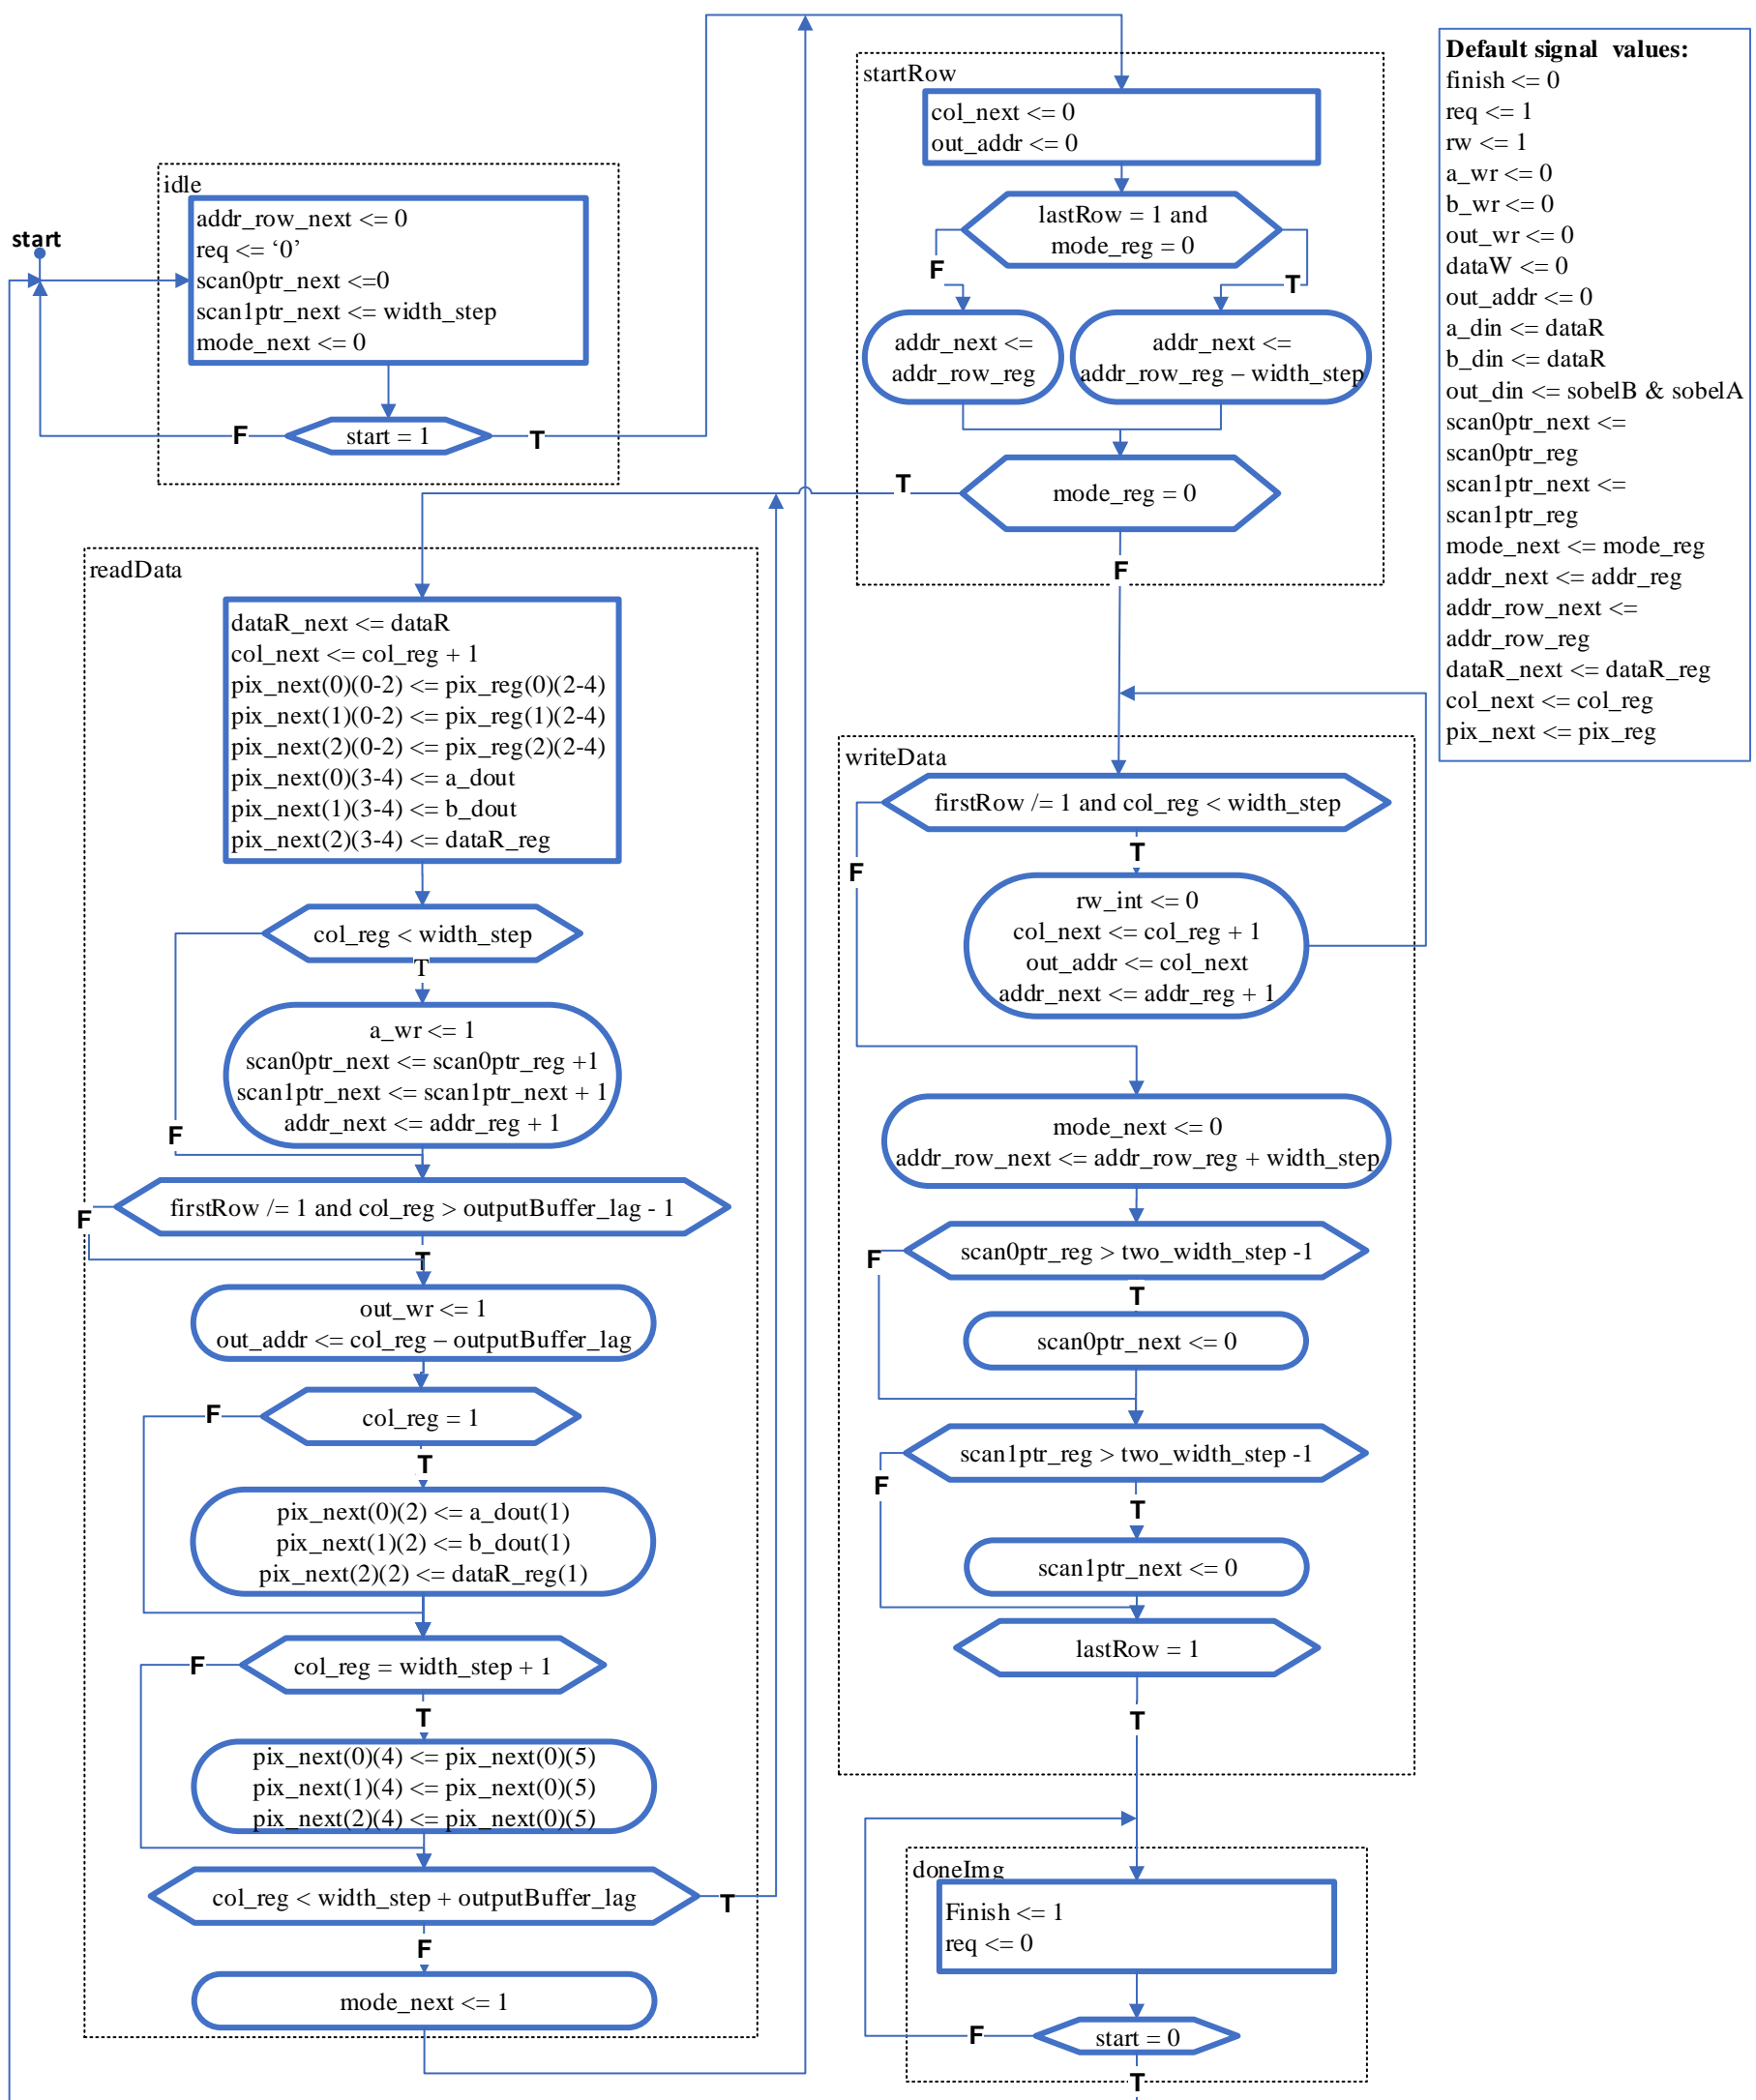 start
idle
addr_row_next <= 0
req <= ‘0’
scan0ptr_next <=0
scan1ptr_next <= width_step
mode_next <= 0
F
start = 1
T
startRow
col_next <= 0
out_addr <= 0
lastRow = 1 and
mode_reg = 0
F
T
addr_next <=
addr_row_reg
addr_next <=
addr_row_reg – width_step
T
mode_reg = 0
F
Default signal  values:
finish <= 0
req <= 1
rw <= 1
a_wr <= 0
b_wr <= 0
out_wr <= 0
dataW <= 0
out_addr <= 0
a_din <= dataR
b_din <= dataR
out_din <= sobelB & sobelA
scan0ptr_next <=
scan0ptr_reg
scan1ptr_next <=
scan1ptr_reg
mode_next <= mode_reg
addr_next <= addr_reg
addr_row_next <=
addr_row_reg
dataR_next <= dataR_reg
col_next <= col_reg
pix_next <= pix_reg
readData
dataR_next <= dataR
col_next <= col_reg + 1
pix_next(0)(0-2) <= pix_reg(0)(2-4)
pix_next(1)(0-2) <= pix_reg(1)(2-4)
pix_next(2)(0-2) <= pix_reg(2)(2-4)
pix_next(0)(3-4) <= a_dout
pix_next(1)(3-4) <= b_dout
pix_next(2)(3-4) <= dataR_reg
col_reg < width_step
T
a_wr <= 1
scan0ptr_next <= scan0ptr_reg +1
scan1ptr_next <= scan1ptr_next + 1
addr_next <= addr_reg + 1
F
firstRow /= 1 and col_reg > outputBuffer_lag - 1
F
T
out_wr <= 1
out_addr <= col_reg – outputBuffer_lag
F
col_reg = 1
T
pix_next(0)(2) <= a_dout(1)
pix_next(1)(2) <= b_dout(1)
pix_next(2)(2) <= dataR_reg(1)
F
col_reg = width_step + 1
T
pix_next(0)(4) <= pix_next(0)(5)
pix_next(1)(4) <= pix_next(0)(5)
pix_next(2)(4) <= pix_next(0)(5)
col_reg < width_step + outputBuffer_lag
T
F
mode_next <= 1
writeData
firstRow /= 1 and col_reg < width_step
T
F
rw_int <= 0
col_next <= col_reg + 1
out_addr <= col_next
addr_next <= addr_reg + 1
mode_next <= 0
addr_row_next <= addr_row_reg + width_step
scan0ptr_reg > two_width_step -1
F
T
scan0ptr_next <= 0
scan1ptr_reg > two_width_step -1
F
T
scan1ptr_next <= 0
lastRow = 1
T
doneImg
Finish <= 1
req <= 0
F
start = 0
T